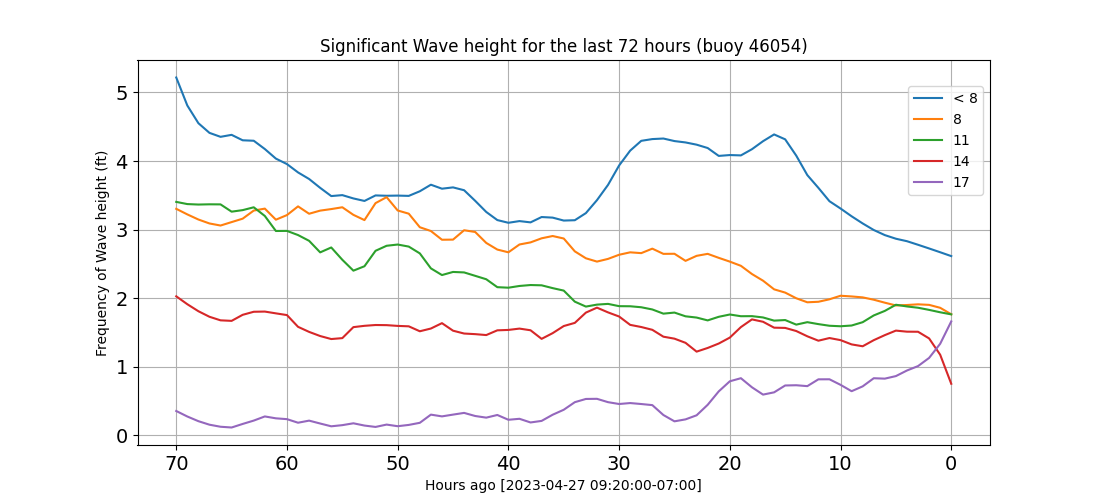 Significant Wave height for the last 72 hours (buoy 46054)
Frequency of Wave height (ft)
5
4
3
2
1
0
< 8
8
11
14
17
70 60 50 40 30 20 10 0
Hours ago [2023-04-27 09:20:00-07:00]